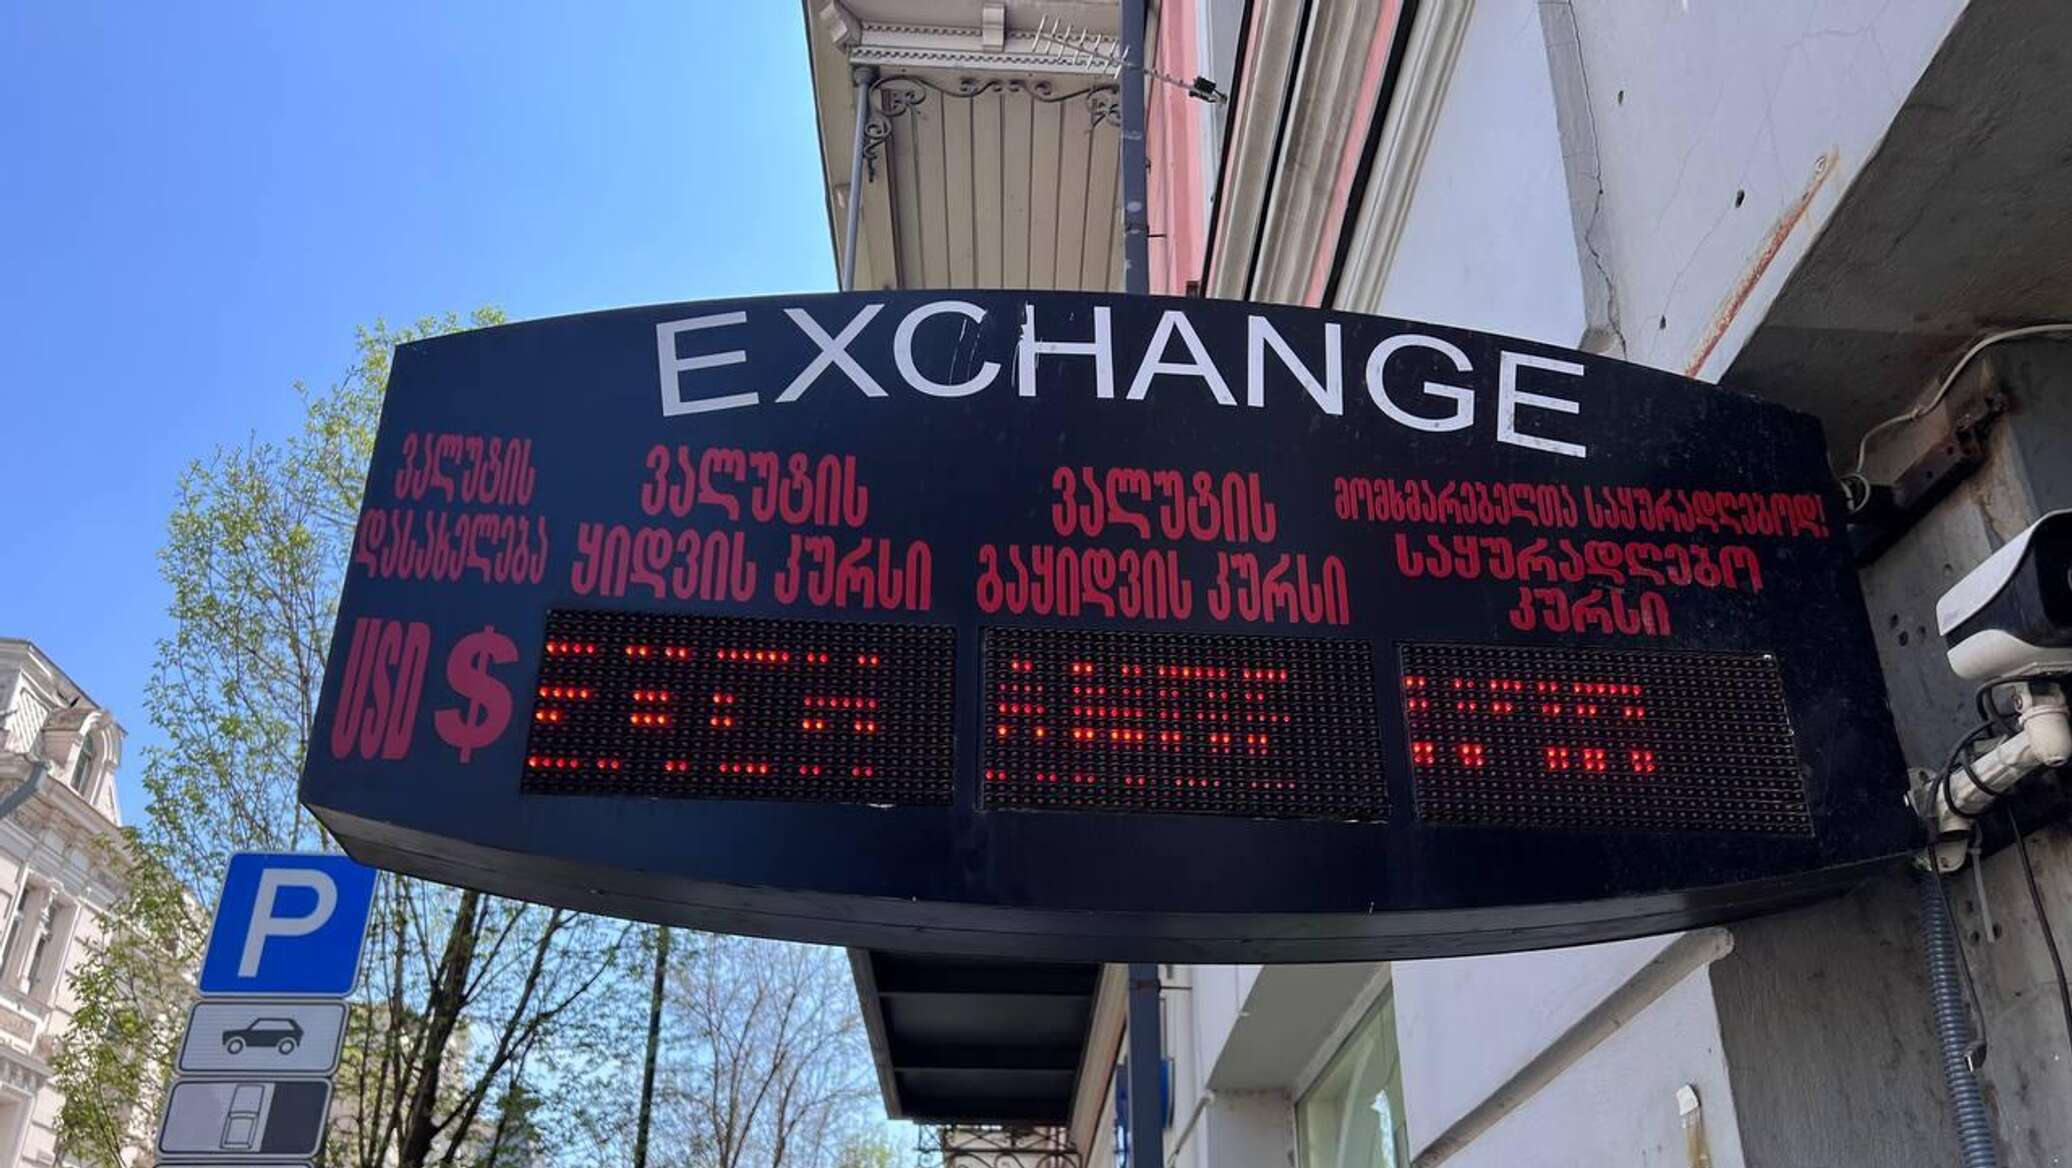 EXCHANGE
ვალუტის
დასახელება
ვალუტის
ყიდვის კურსი
ვალუტის
გაყიდვის კურსი
მომხმარებელთა საყურადღებოდ!
საყურადღებო
კურსი
USD $
P